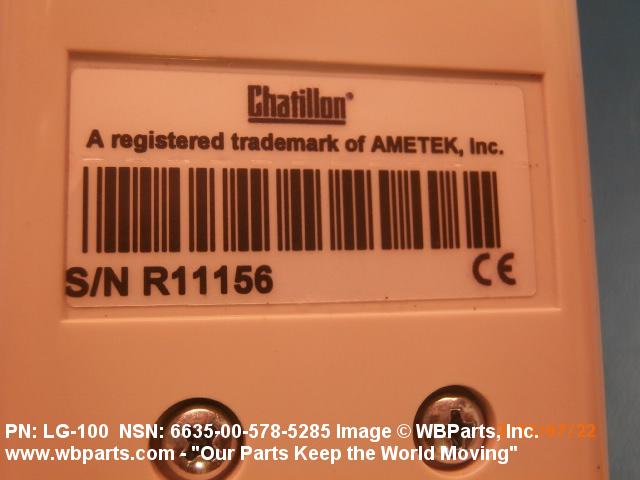 Chatillon®
A registered trademark of AMETEK, Inc.
S/N R11156
CE
PN: LG-100 NSN: 6635-00-578-5285 Image © WBParts, Inc.
www.wbparts.com - "Our Parts Keep the World Moving"